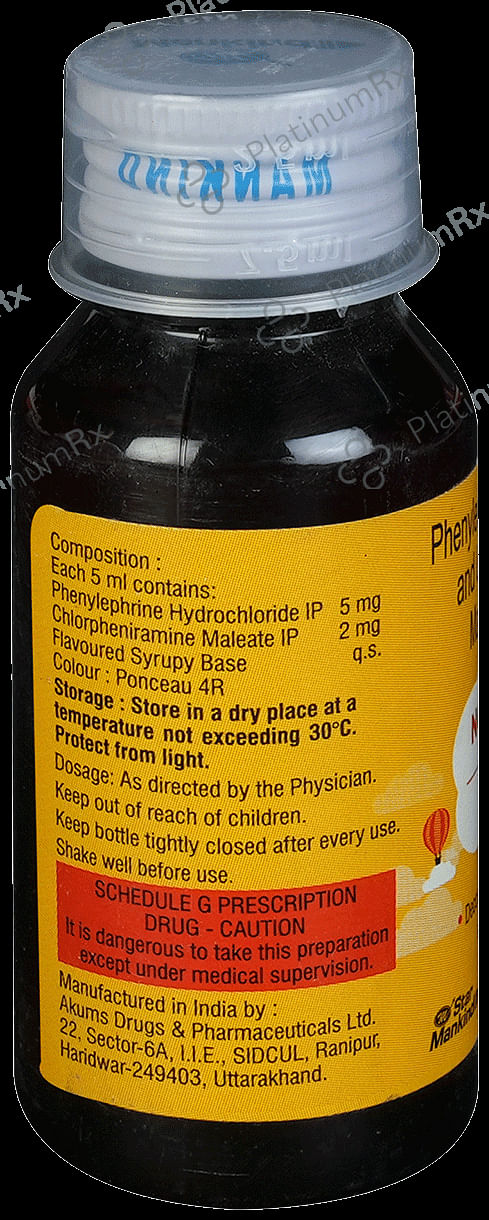 MANKIND
2.5ml
Composition :
Each 5 ml contains:
Phenylephrine Hydrochloride IP 5 mg
Chlorpheniramine Maleate IP 2 mg
Flavoured Syrupy Base q.s.
Colour : Ponceau 4R
Storage : Store in a dry place at a
temperature not exceeding 30°C.
Protect from light.
Dosage: As directed by the Physician.
Keep out of reach of children.
Keep bottle tightly closed after every use.
Shake well before use.
SCHEDULE G PRESCRIPTION
DRUG - CAUTION
It is dangerous to take this preparation
except under medical supervision.
Manufactured in India by :
Akums Drugs & Pharmaceuticals Ltd.
22, Sector-6A, I.I.E., SIDCUL, Ranipur,
Haridwar-249403, Uttarakhand.
Star
Mankind
PlatinumRx
PlatinumRx
PlatinumRx